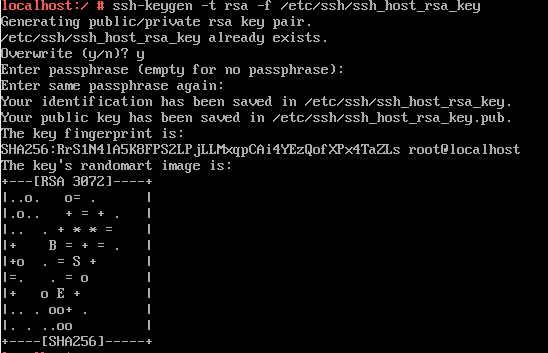 localhost:/ # ssh-keygen -t rsa -f /etc/ssh/ssh_host_rsa_key
Generating public/private rsa key pair.
/etc/ssh/ssh_host_rsa_key already exists.
Overwrite (y/n)? y
Enter passphrase (empty for no passphrase):
Enter same passphrase again:
Your identification has been saved in /etc/ssh/ssh_host_rsa_key.
Your public key has been saved in /etc/ssh/ssh_host_rsa_key.pub.
The key fingerprint is:
SHA256:RrS1N4lA5K8FPS2LPjLLMxqpCAi4YEzQofXPx4TaZLs root@localhost
The key's randomart image is:
+---[RSA 3072]----+
|..o.   o= .      |
|.o..   + = + .   |
|..  . + * * =    |
|+    B = + = .   |
|+o  . = S +      |
|=.   . = o       |
|+   o E +        |
|.. . oo+ .       |
|. . ..oo         |
+----[SHA256]-----+